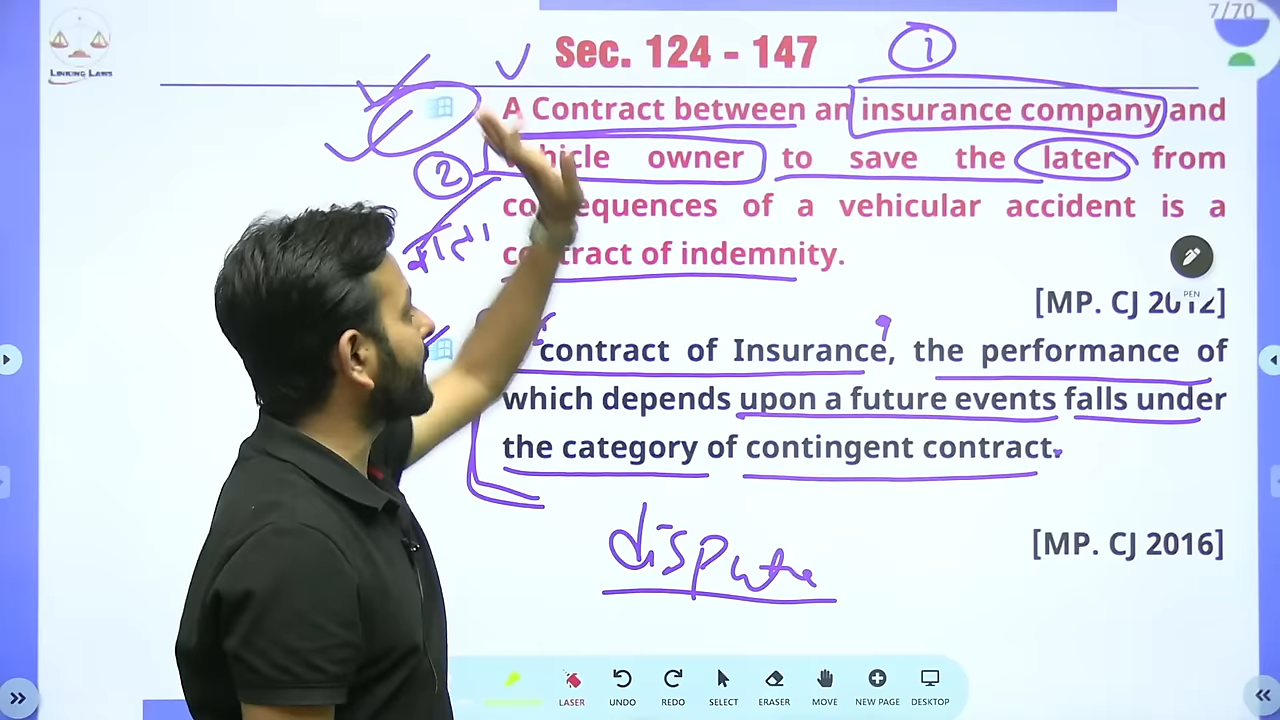 7/70
LINKING LAWS
Sec. 124 - 147
1
A Contract between an insurance company and
2
vehicle owner to save the later from
consequences of a vehicular accident is a
contract of indemnity.
PEN
[MP. CJ 2012]
contract of Insurance, the performance of
which depends upon a future events falls under
the category of contingent contract.
dispute
[MP. CJ 2016]
LASER
UNDO
REDO
SELECT
ERASER
MOVE
NEW PAGE
DESKTOP